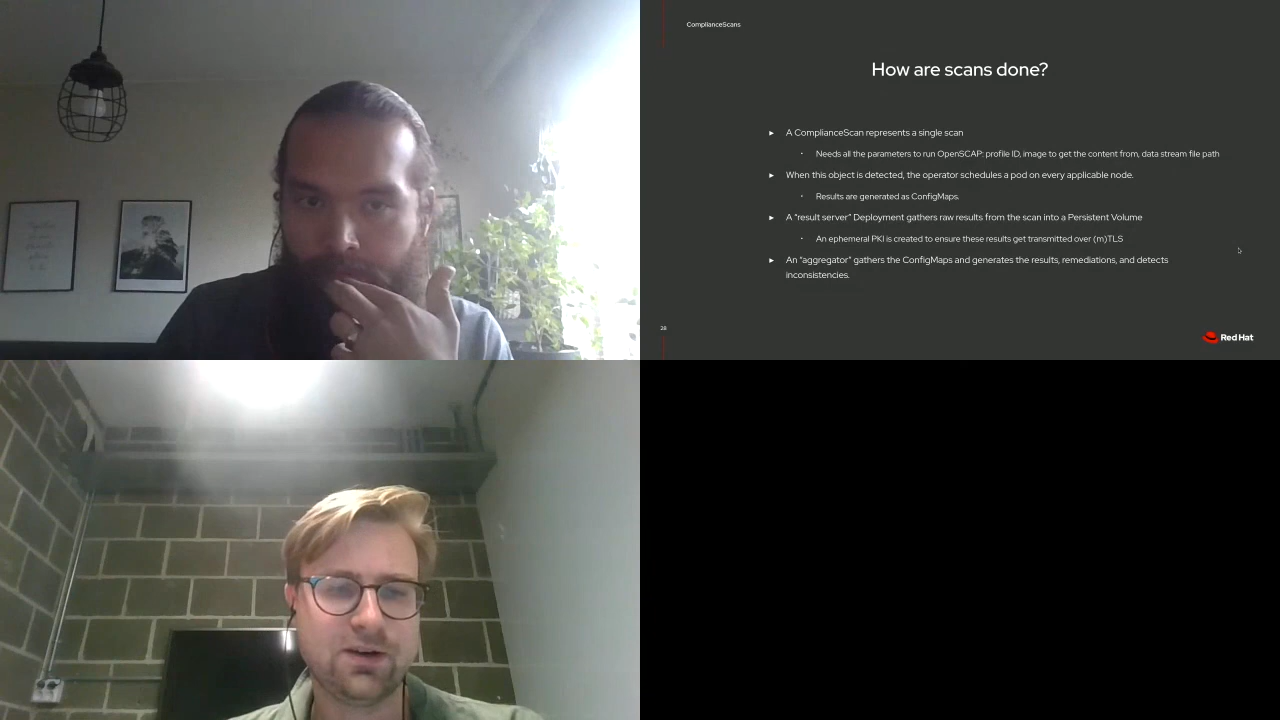 ComplianceScans
How are scans done?
► A ComplianceScan represents a single scan
・ Needs all the parameters to run OpenSCAP: profile ID, image to get the content from, data stream file path
► When this object is detected, the operator schedules a pod on every applicable node.
・ Results are generated as ConfigMaps.
► A “result server” Deployment gathers raw results from the scan into a Persistent Volume
・ An ephemeral PKI is created to ensure these results get transmitted over (m)TLS
► An “aggregator” gathers the ConfigMaps and generates the results, remediations, and detects
inconsistencies.
28
Red Hat